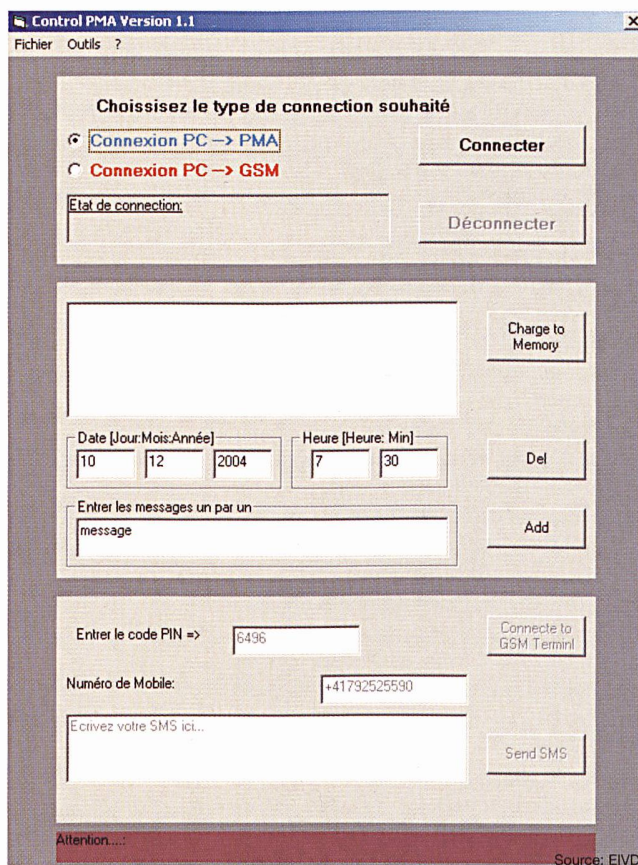 Control PMA Version 1.1
Fichier Outils ?
Choissisez le type de connection souhaité
Connexion PC --> PMA
Connecter
Connexion PC --> GSM
Etat de connection:
Déconnecter
Charge to
Memory
Date [Jour:Mois:Année]
Heure [Heure: Min]
10 12 2004 7 30
Del
Entrer les messages un par un
message
Add
Entrer le code PIN =>
6496
Connecte to
GSM Terminl
Numéro de Mobile:
+41792525590
Ecrivez votre SMS ici...
Send SMS
Attention....:
Source: EIVD